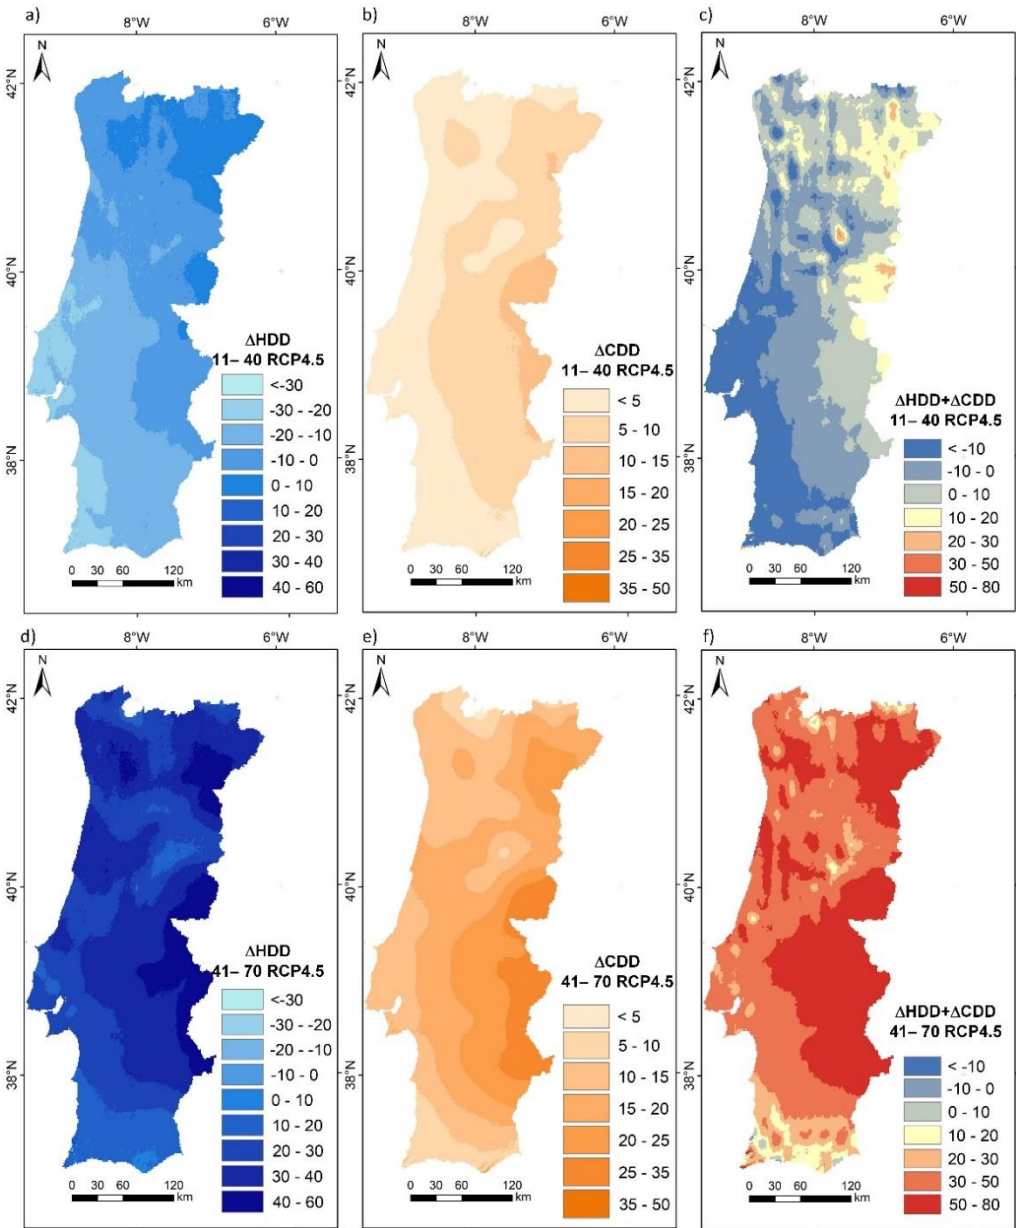 a)
8°W
6°W
N
42°N
40°N
38°N
ΔHDD
11– 40 RCP4.5
<-30
-30 - -20
-20 - -10
-10 - 0
0 - 10
10 - 20
20 - 30
30 - 40
40 - 60
0 30 60 120
km
b)
8°W
6°W
N
42°N
40°N
38°N
ΔCDD
11– 40 RCP4.5
< 5
5 - 10
10 - 15
15 - 20
20 - 25
25 - 35
35 - 50
0 30 60 120
km
c)
8°W
6°W
N
42°N
40°N
38°N
ΔHDD+ΔCDD
11– 40 RCP4.5
< -10
-10 - 0
0 - 10
10 - 20
20 - 30
30 - 50
50 - 80
0 30 60 120
km
d)
8°W
6°W
N
42°N
40°N
38°N
ΔHDD
41– 70 RCP4.5
<-30
-30 - -20
-20 - -10
-10 - 0
0 - 10
10 - 20
20 - 30
30 - 40
40 - 60
0 30 60 120
km
e)
8°W
6°W
N
42°N
40°N
38°N
ΔCDD
41– 70 RCP4.5
< 5
5 - 10
10 - 15
15 - 20
20 - 25
25 - 35
35 - 50
0 30 60 120
km
f)
8°W
6°W
N
42°N
40°N
38°N
ΔHDD+ΔCDD
41– 70 RCP4.5
< -10
-10 - 0
0 - 10
10 - 20
20 - 30
30 - 50
50 - 80
0 30 60 120
km